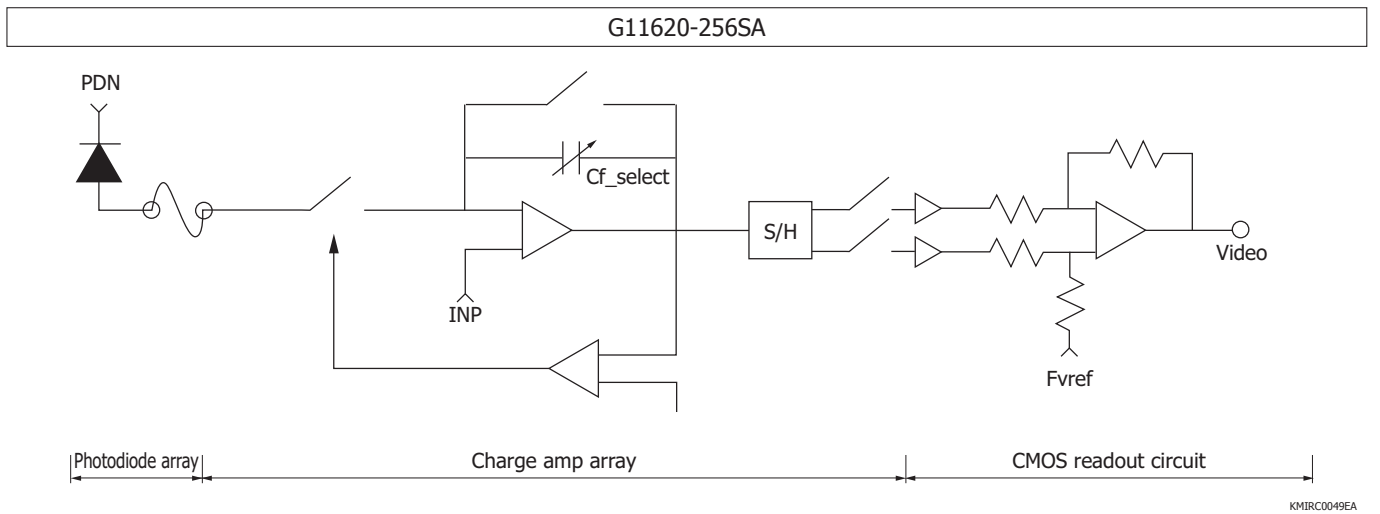 G11620-256SA
PDN
Cf_select
INP
S/H
Video
Fvref
Photodiode array
Charge amp array
CMOS readout circuit
KMIRC0049EA